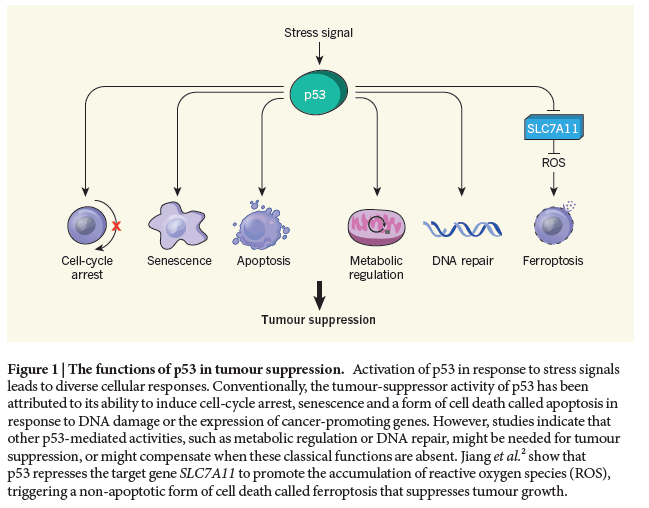 Stress signal
p53
SLC7A11
ROS
Cell-cycle
arrest
Senescence
Apoptosis
Metabolic
regulation
DNA repair
Ferroptosis
Tumour suppression
Figure 1 | The functions of p53 in tumour suppression. Activation of p53 in response to stress signals
leads to diverse cellular responses. Conventionally, the tumour-suppressor activity of p53 has been
attributed to its ability to induce cell-cycle arrest, senescence and a form of cell death called apoptosis in
response to DNA damage or the expression of cancer-promoting genes. However, studies indicate that
other p53-mediated activities, such as metabolic regulation or DNA repair, might be needed for tumour
suppression, or might compensate when these classical functions are absent. Jiang et al.² show that
p53 represses the target gene SLC7A11 to promote the accumulation of reactive oxygen species (ROS),
triggering a non-apoptotic form of cell death called ferroptosis that suppresses tumour growth.